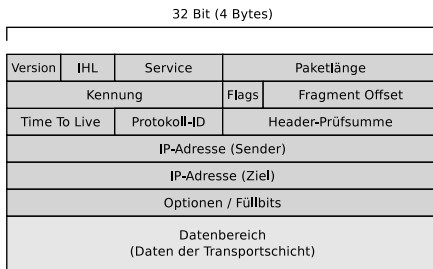 32 Bit (4 Bytes)
Version IHL Service Paketlänge
Kennung Flags Fragment Offset
Time To Live Protokoll-ID Header-Prüfsumme
IP-Adresse (Sender)
IP-Adresse (Ziel)
Optionen / Füllbits
Datenbereich
(Daten der Transportschicht)